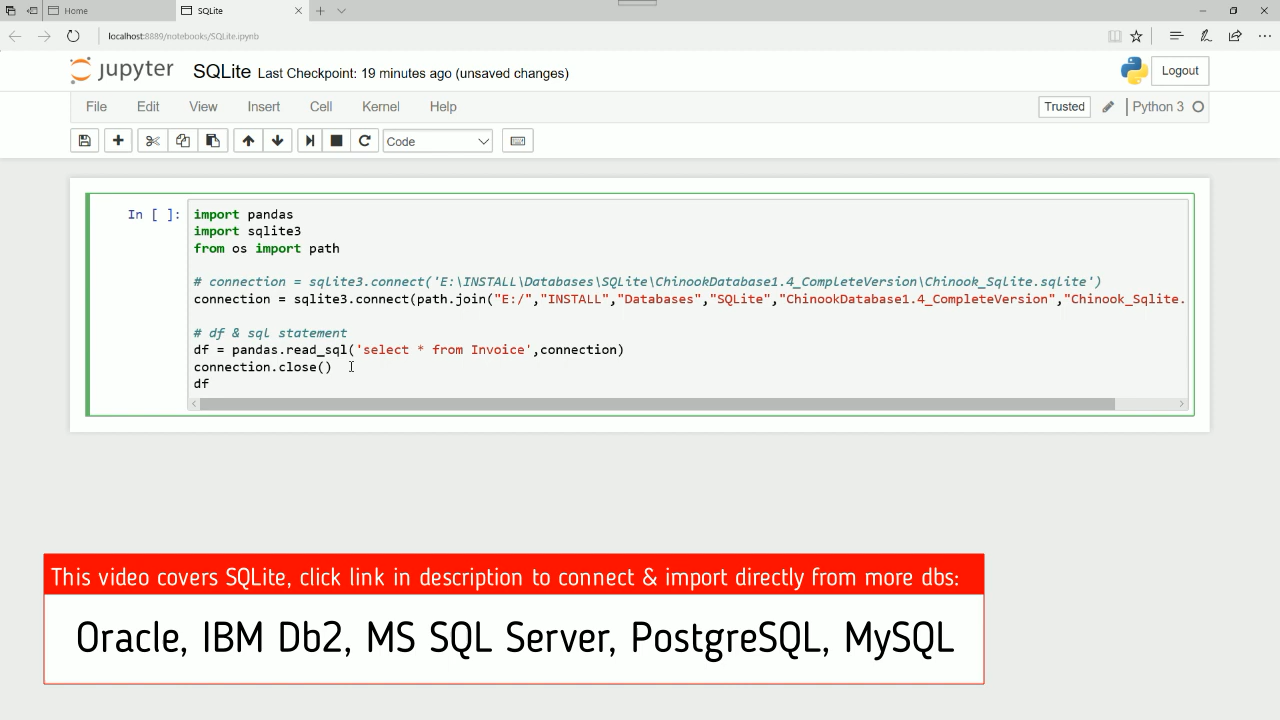 Home
SQLite
localhost:8889/notebooks/SQLite.ipynb
jupyter SQLite Last Checkpoint: 19 minutes ago (unsaved changes)
Logout
File Edit View Insert Cell Kernel Help
Trusted
Python 3
Code
In [ ]:
import pandas
import sqlite3
from os import path
# connection = sqlite3.connect('E:\INSTALL\Databases\SQLite\ChinookDatabase1.4_CompleteVersion\Chinook_Sqlite.sqlite')
connection = sqlite3.connect(path.join("E:/","INSTALL","Databases","SQLite","ChinookDatabase1.4_CompleteVersion","Chinook_Sqlite.
# df & sql statement
df = pandas.read_sql('select * from Invoice',connection)
connection.close()
df
This video covers SQLite, click link in description to connect & import directly from more dbs:
Oracle, IBM Db2, MS SQL Server, PostgreSQL, MySQL